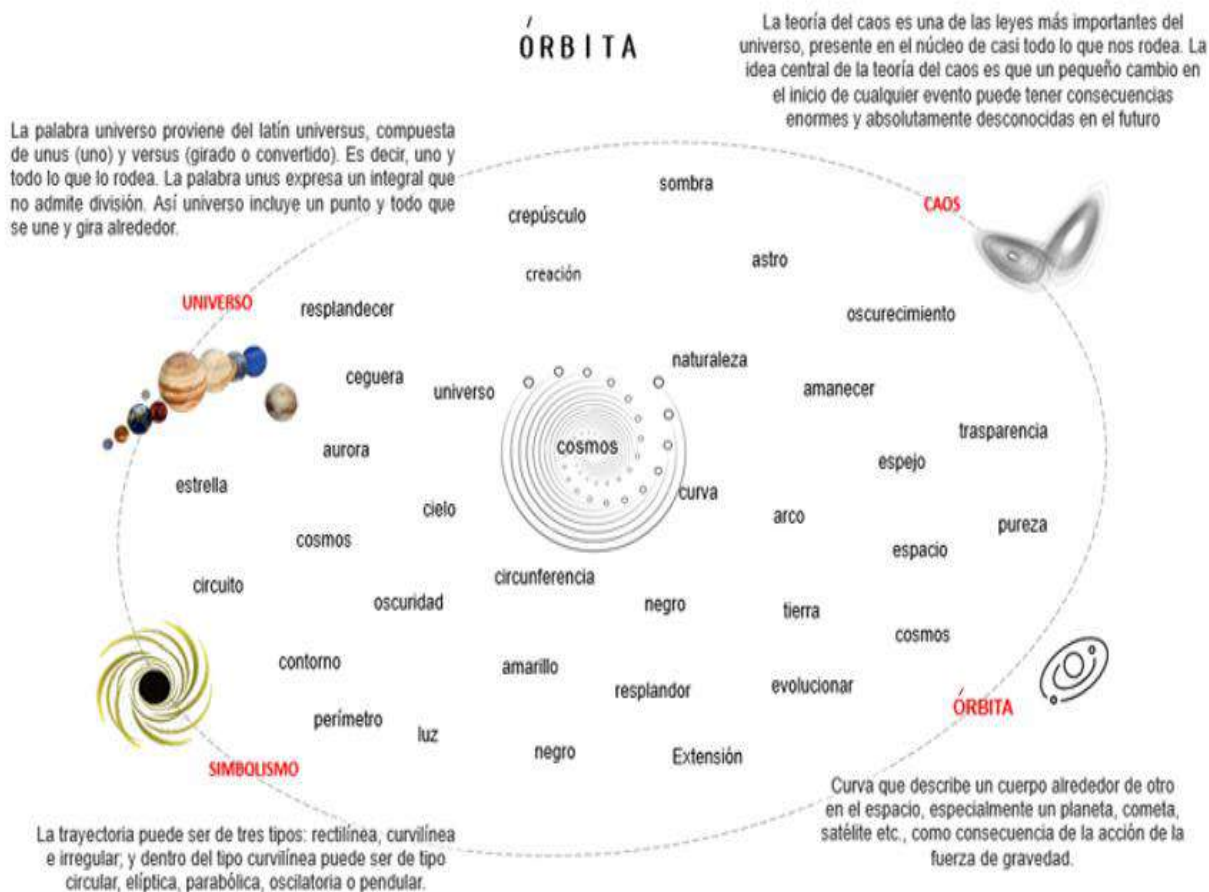 ÓRBITA
La teoría del caos es una de las leyes más importantes del
universo, presente en el núcleo de casi todo lo que nos rodea. La
idea central de la teoría del caos es que un pequeño cambio en
el inicio de cualquier evento puede tener consecuencias
enormes y absolutamente desconocidas en el futuro
La palabra universo proviene del latín universus, compuesta
de unus (uno) y versus (girado o convertido). Es decir, uno y
todo lo que lo rodea. La palabra unus expresa un integral que
no admite división. Así universo incluye un punto y todo que
se une y gira alrededor.
sombra
CAOS
crepúsculo
astro
creación
UNIVERSO
resplandecer
oscurecimiento
naturaleza
ceguera
universo
amanecer
trasparencia
aurora
cosmos
espejo
estrella
curva
cielo
arco
pureza
cosmos
espacio
circunferencia
circuito
oscuridad
negro
tierra
cosmos
contorno
amarillo
resplandor
evolucionar
ÓRBITA
perímetro
luz
negro
Extensión
SIMBOLISMO
Curva que describe un cuerpo alrededor de otro
en el espacio, especialmente un planeta, cometa,
satélite etc., como consecuencia de la acción de la
fuerza de gravedad.
La trayectoria puede ser de tres tipos: rectilínea, curvilínea
e irregular; y dentro del tipo curvilínea puede ser de tipo
circular, elíptica, parabólica, oscilatoria o pendular.